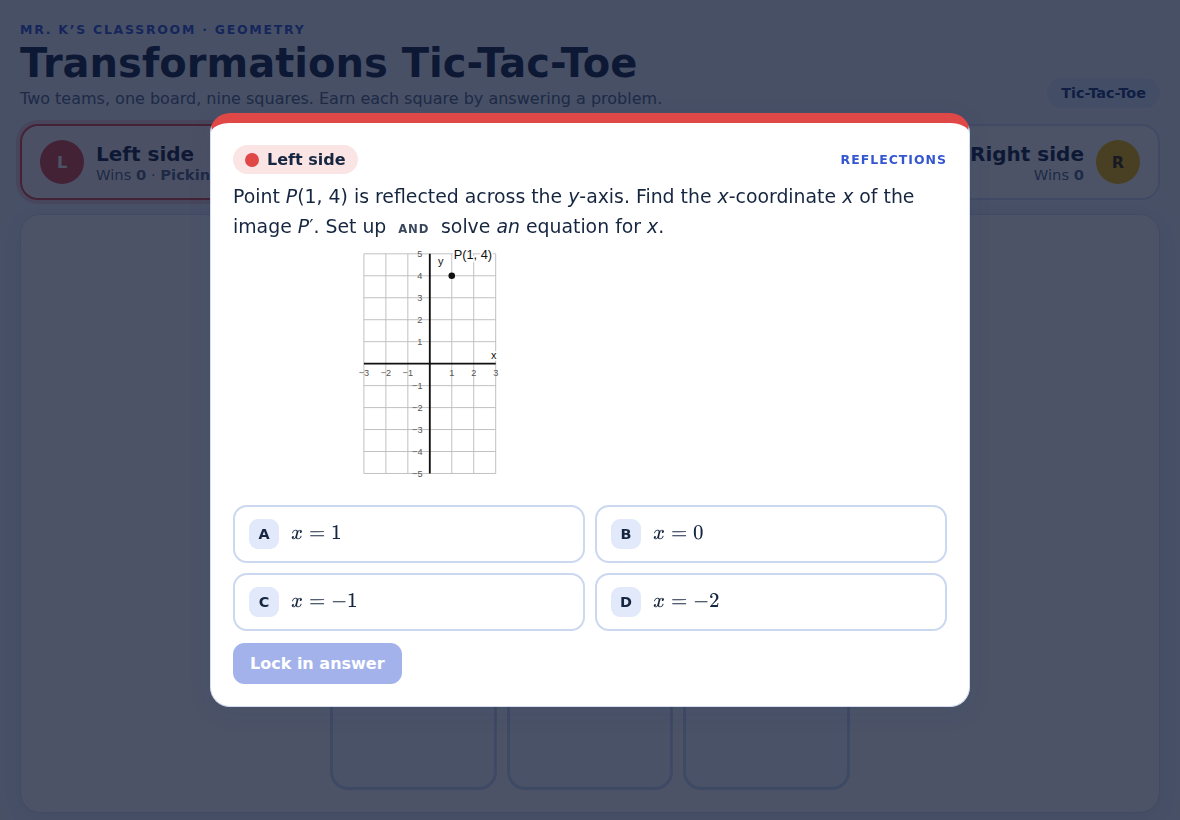 MR. K’S CLASSROOM · GEOMETRY
Transformations Tic-Tac-Toe
Two teams, one board, nine squares. Earn each square by answering a problem.
Tic-Tac-Toe
L
Left side
Wins 0 · Pickin
Right side
Wins 0
R
Left side
REFLECTIONS
Point P(1, 4) is reflected across the y-axis. Find the x-coordinate x of the
image P′. Set up AND solve an equation for x.
5
y
P(1, 4)
4
3
2
1
x
−3 −2 −1 1 2 3
−1
−2
−3
−4
−5
A x = 1
B x = 0
C x = −1
D x = −2
Lock in answer